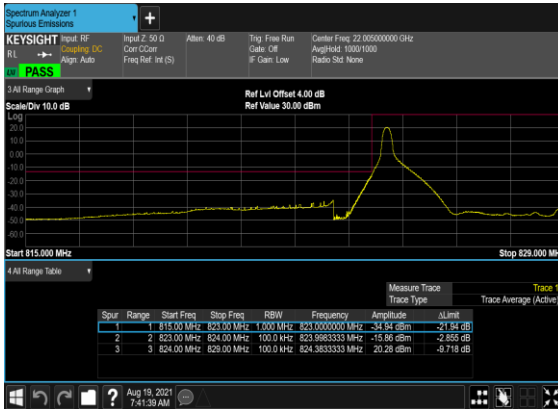 Spectrum Analyzer 1
Spurious Emissions
+
KEYSIGHT
Input: RF
Input Z: 50 Ω
Atten: 40 dB
Trig: Free Run
Center Freq: 22.005000000 GHz
RL
Coupling: DC
Corr CCorr
Gate: Off
Avg|Hold: 1000/1000
Align: Auto
Freq Ref: Int (S)
IF Gain: Low
Radio Std: None
PASS
3 All Range Graph
Ref Lvl Offset 4.00 dB
Scale/Div 10.0 dB
Ref Value 30.00 dBm
Log
20.0
10.0
0.00
-10.0
-20.0
-30.0
-40.0
-50.0
-60.0
Start 815.000 MHz
Stop 829.000 MH
4 All Range Table
Measure Trace
Trace 1
Trace Type
Trace Average (Active)
Spur Range Start Freq Stop Freq RBW Frequency Amplitude ΔLimit
1 1 815.00 MHz 823.00 MHz 1.000 MHz 823.0000000 MHz -34.94 dBm -21.94 dB
2 2 823.00 MHz 824.00 MHz 100.0 kHz 823.9983333 MHz -15.86 dBm -2.855 dB
3 3 824.00 MHz 829.00 MHz 100.0 kHz 824.3833333 MHz 20.28 dBm -9.718 dB
?
Aug 19, 2021
7:41:39 AM